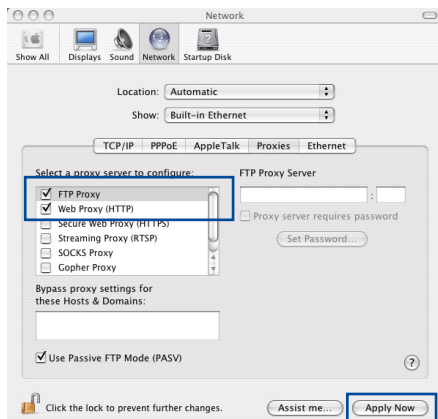 Network
Show All Displays Sound Network Startup Disk
Location: Automatic
Show: Built-in Ethernet
TCP/IP PPPoE AppleTalk Proxies Ethernet
Select a proxy server to configure: FTP Proxy Server
FTP Proxy
:
Web Proxy (HTTP)
Proxy server requires password
Secure Web Proxy (HTTPS)
Streaming Proxy (RTSP) Set Password...
SOCKS Proxy
Gopher Proxy
Bypass proxy settings for
these Hosts & Domains:
Use Passive FTP Mode (PASV) ?
Click the lock to prevent further changes. Assist me... Apply Now